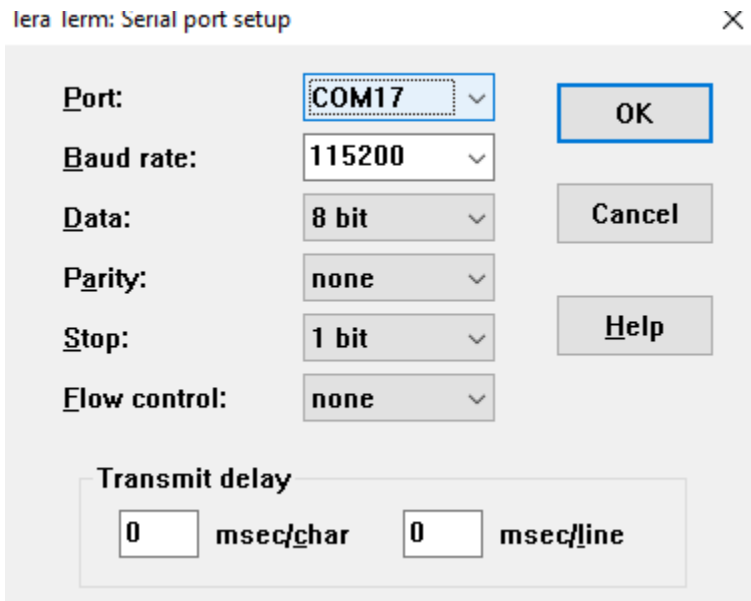 Tera Term: Serial port setup
Port: COM17
OK
Baud rate: 115200
Data: 8 bit
Cancel
Parity: none
Stop: 1 bit
Help
Flow control: none
Transmit delay
0 msec/char 0 msec/line